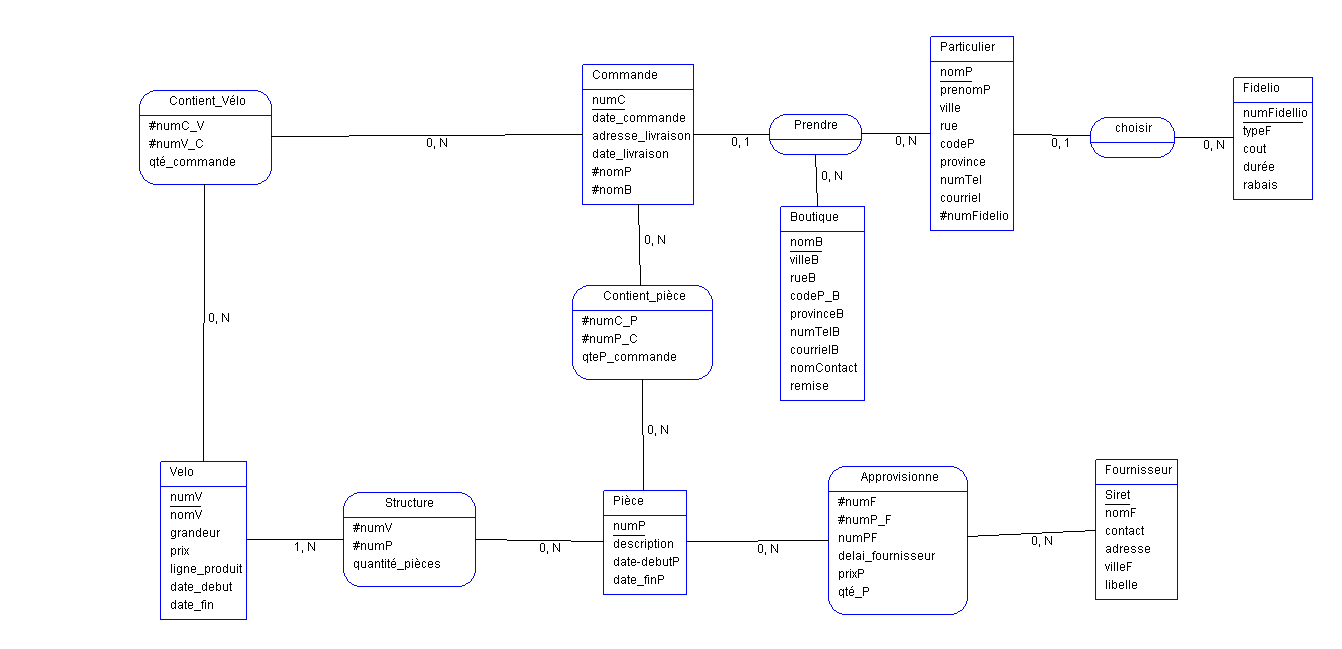 Contient_Vélo
#numC_V
#numV_C
qté_commande
0, N
Commande
numC
date_commande
adresse_livraison
date_livraison
#nomP
#nomB
0, 1
Prendre
0, N
Particulier
nomP
prenomP
ville
rue
codeP
province
numTel
courriel
#numFidelio
0, 1
choisir
0, N
Fidelio
numFidellio
typeF
cout
durée
rabais
0, N
Boutique
nomB
villeB
rueB
codeP_B
provinceB
numTelB
courrielB
nomContact
remise
0, N
Contient_pièce
#numC_P
#numP_C
qteP_commande
0, N
0, N
Velo
numV
nomV
grandeur
prix
ligne_produit
date_debut
date_fin
1, N
Structure
#numV
#numP
quantité_pièces
0, N
Pièce
numP
description
date-debutP
date_finP
0, N
Approvisionne
#numF
#numP_F
numPF
delai_fournisseur
prixP
qté_P
0, N
Fournisseur
Siret
nomF
contact
adresse
villeF
libelle